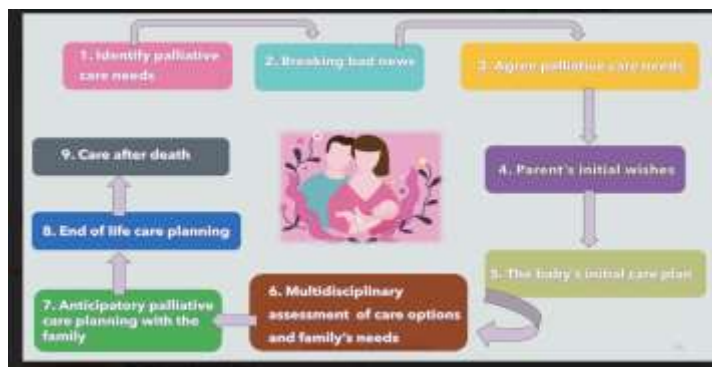 1. Identify palliative
care needs
2. Breaking bad news
3. Agree palliative care needs
4. Parent's initial wishes
5. The baby's initial care plan
6. Multidisciplinary
assessment of care options
and family's needs
7. Anticipatory palliative
care planning with the
family
8. End of life care planning
9. Care after death